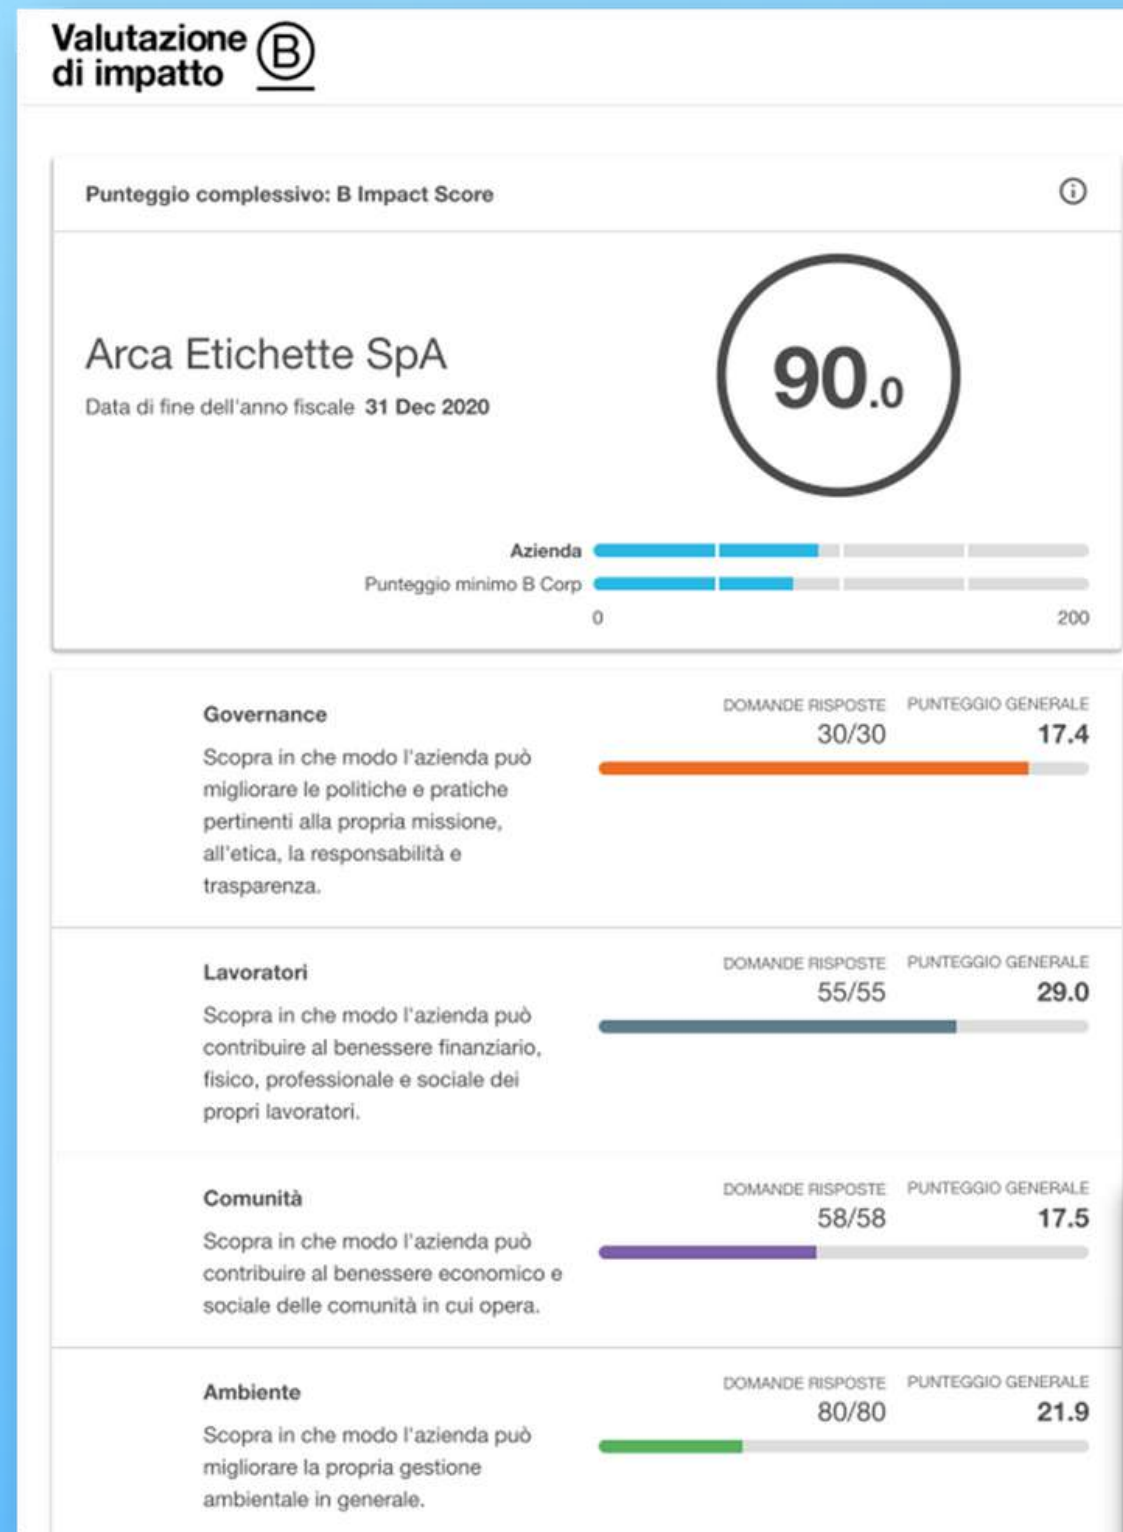 Valutazione
di impatto
B
Punteggio complessivo: B Impact Score
Arca Etichette SpA
Data di fine dell'anno fiscale 31 Dec 2020
90.0
Azienda
Punteggio minimo B Corp
0 200
Governance
Scopra in che modo l'azienda può
migliorare le politiche e pratiche
pertinenti alla propria missione,
all'etica, la responsabilità e
trasparenza.
DOMANDE RISPOSTE PUNTEGGIO GENERALE
30/30 17.4
Lavoratori
Scopra in che modo l'azienda può
contribuire al benessere finanziario,
fisico, professionale e sociale dei
propri lavoratori.
DOMANDE RISPOSTE PUNTEGGIO GENERALE
55/55 29.0
Comunità
Scopra in che modo l'azienda può
contribuire al benessere economico e
sociale delle comunità in cui opera.
DOMANDE RISPOSTE PUNTEGGIO GENERALE
58/58 17.5
Ambiente
Scopra in che modo l'azienda può
migliorare la propria gestione
ambientale in generale.
DOMANDE RISPOSTE PUNTEGGIO GENERALE
80/80 21.9